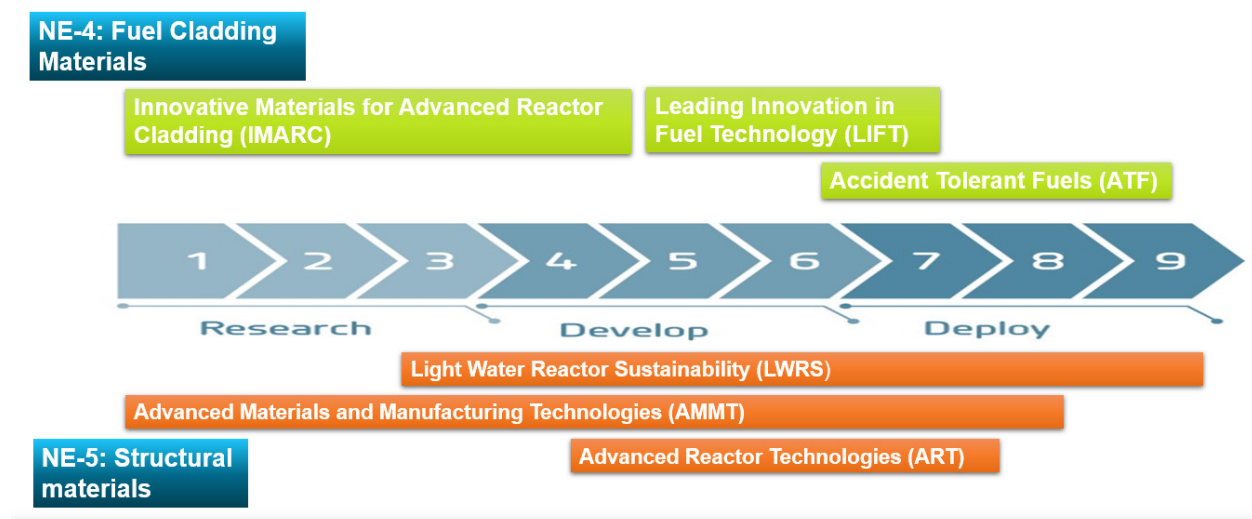 NE-4: Fuel Cladding
Materials
Innovative Materials for Advanced Reactor
Cladding (IMARC)
Leading Innovation in
Fuel Technology (LIFT)
Accident Tolerant Fuels (ATF)
1 2 3 4 5 6 7 8 9
Research
Develop
Deploy
Light Water Reactor Sustainability (LWRS)
Advanced Materials and Manufacturing Technologies (AMMT)
Advanced Reactor Technologies (ART)
NE-5: Structural
materials